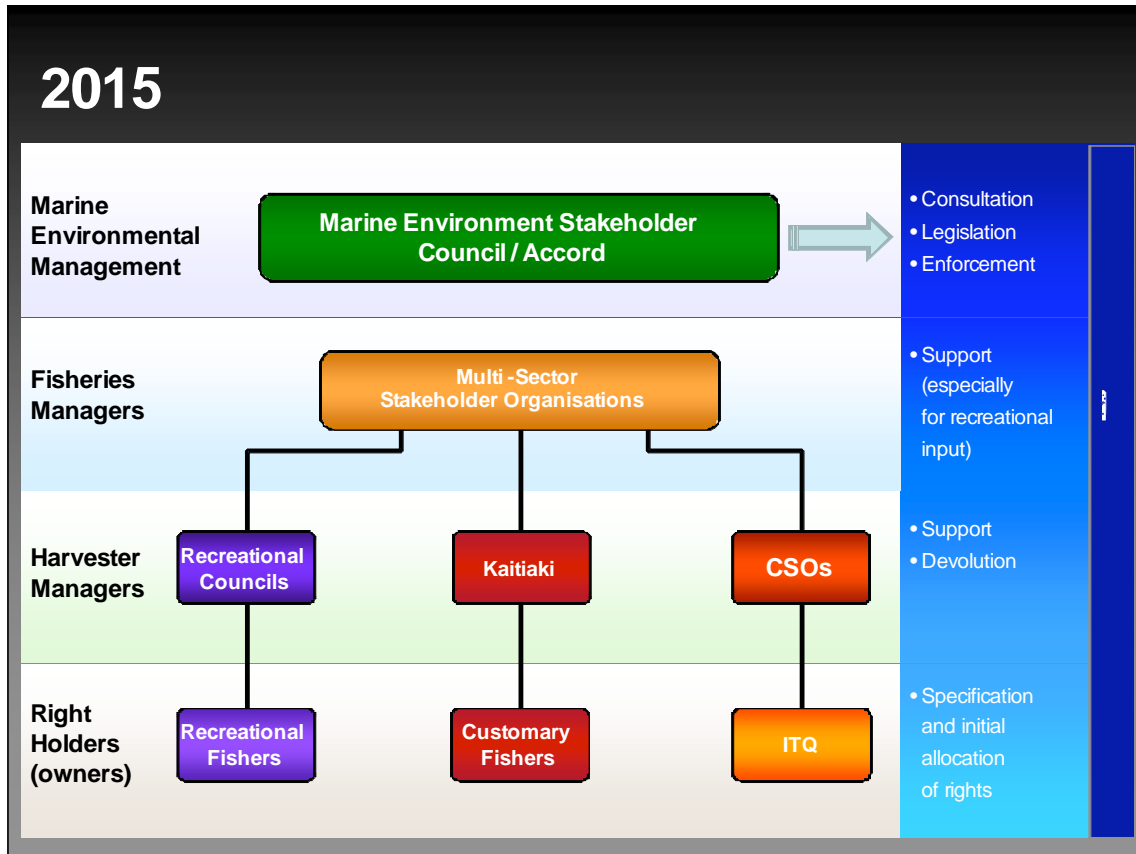 2015
Marine
Environmental
Management
Marine Environment Stakeholder
Council / Accord
• Consultation
• Legislation
• Enforcement
Fisheries
Managers
Multi -Sector
Stakeholder Organisations
• Support
(especially
for recreational
input)
Harvester
Managers
Recreational
Councils
Kaitiaki
CSOs
• Support
• Devolution
Right
Holders
(owners)
Recreational
Fishers
Customary
Fishers
ITQ
• Specification
and initial
allocation
of rights